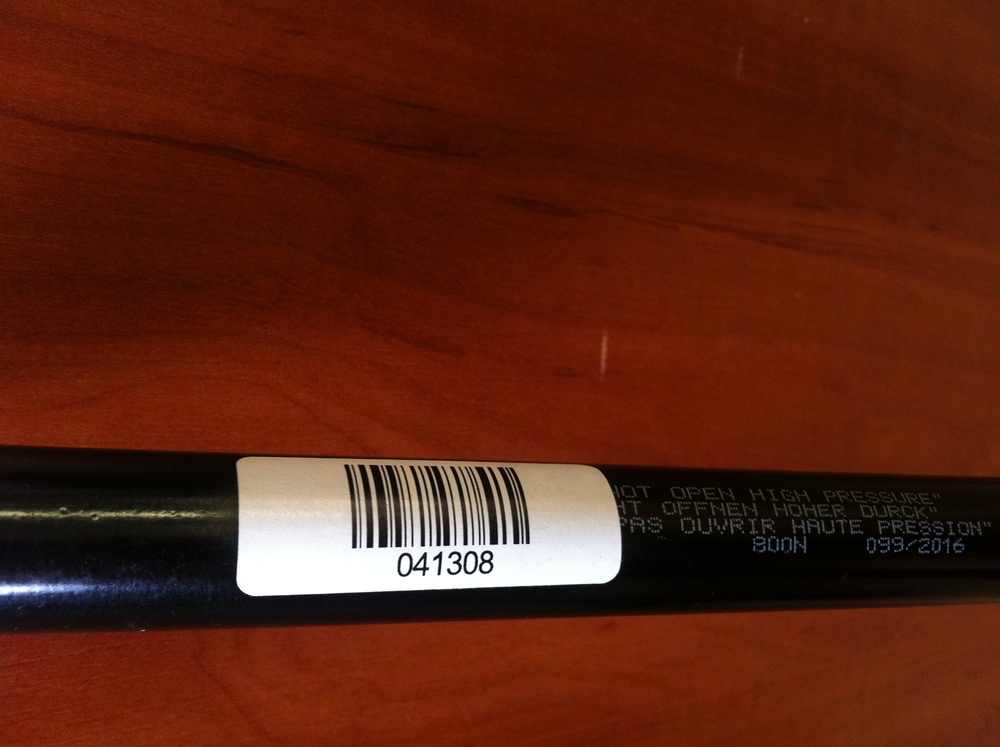 041308
OT OPEN HIGH PRESSURE"
HT OFFNEN HOHER DURCK"
PAS OUVRIR HAUTE PRESSION"
800N 099/2016